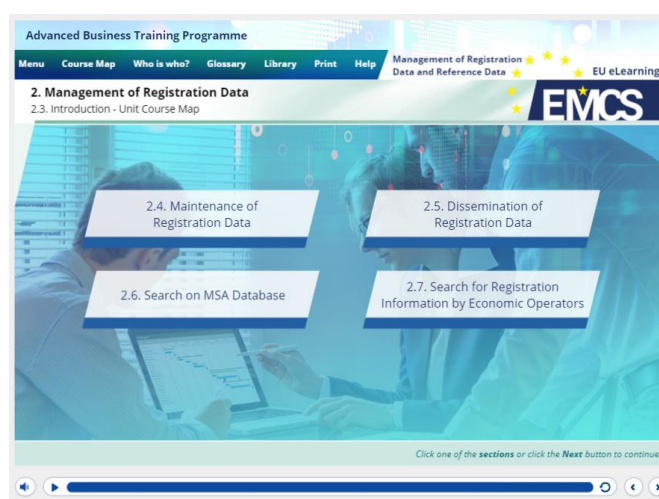 Advanced Business Training Programme
Menu Course Map Who is who? Glossary Library Print Help
Management of Registration
Data and Reference Data
EU eLearning
2. Management of Registration Data
2.3. Introduction - Unit Course Map
EMCS
2.4. Maintenance of
Registration Data
2.5. Dissemination of
Registration Data
2.6. Search on MSA Database
2.7. Search for Registration
Information by Economic Operators
Click one of the sections or click the Next button to continue